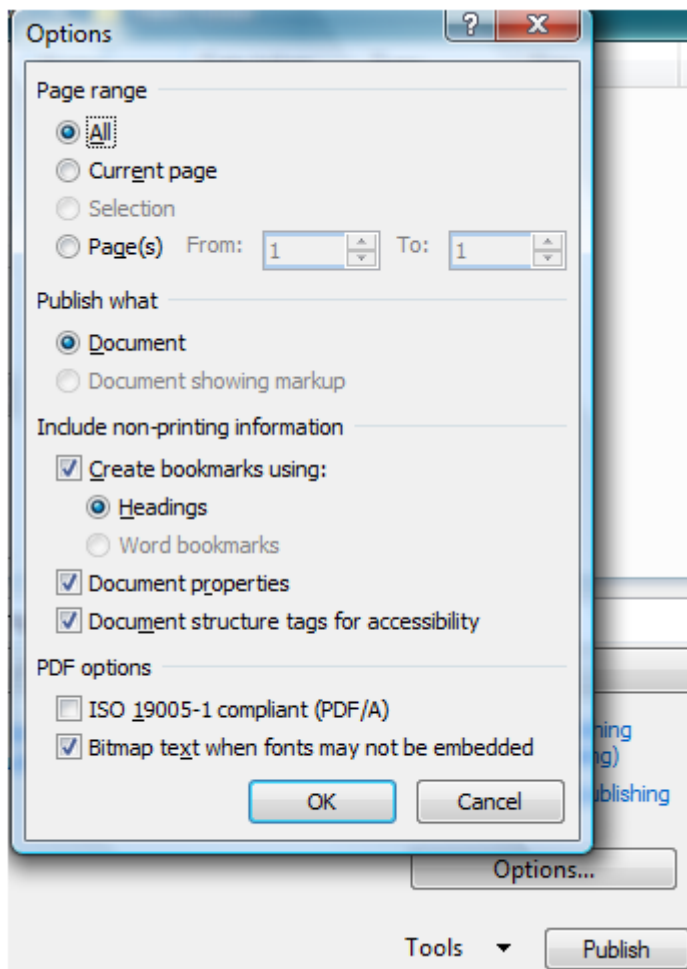 Options
?
X
Page range
All
Current page
Selection
Page(s) From: 1 To: 1
Publish what
Document
Document showing markup
Include non-printing information
Create bookmarks using:
Headings
Word bookmarks
Document properties
Document structure tags for accessibility
PDF options
ISO 19005-1 compliant (PDF/A)
Bitmap text when fonts may not be embedded
OK Cancel
Options...
Tools Publish